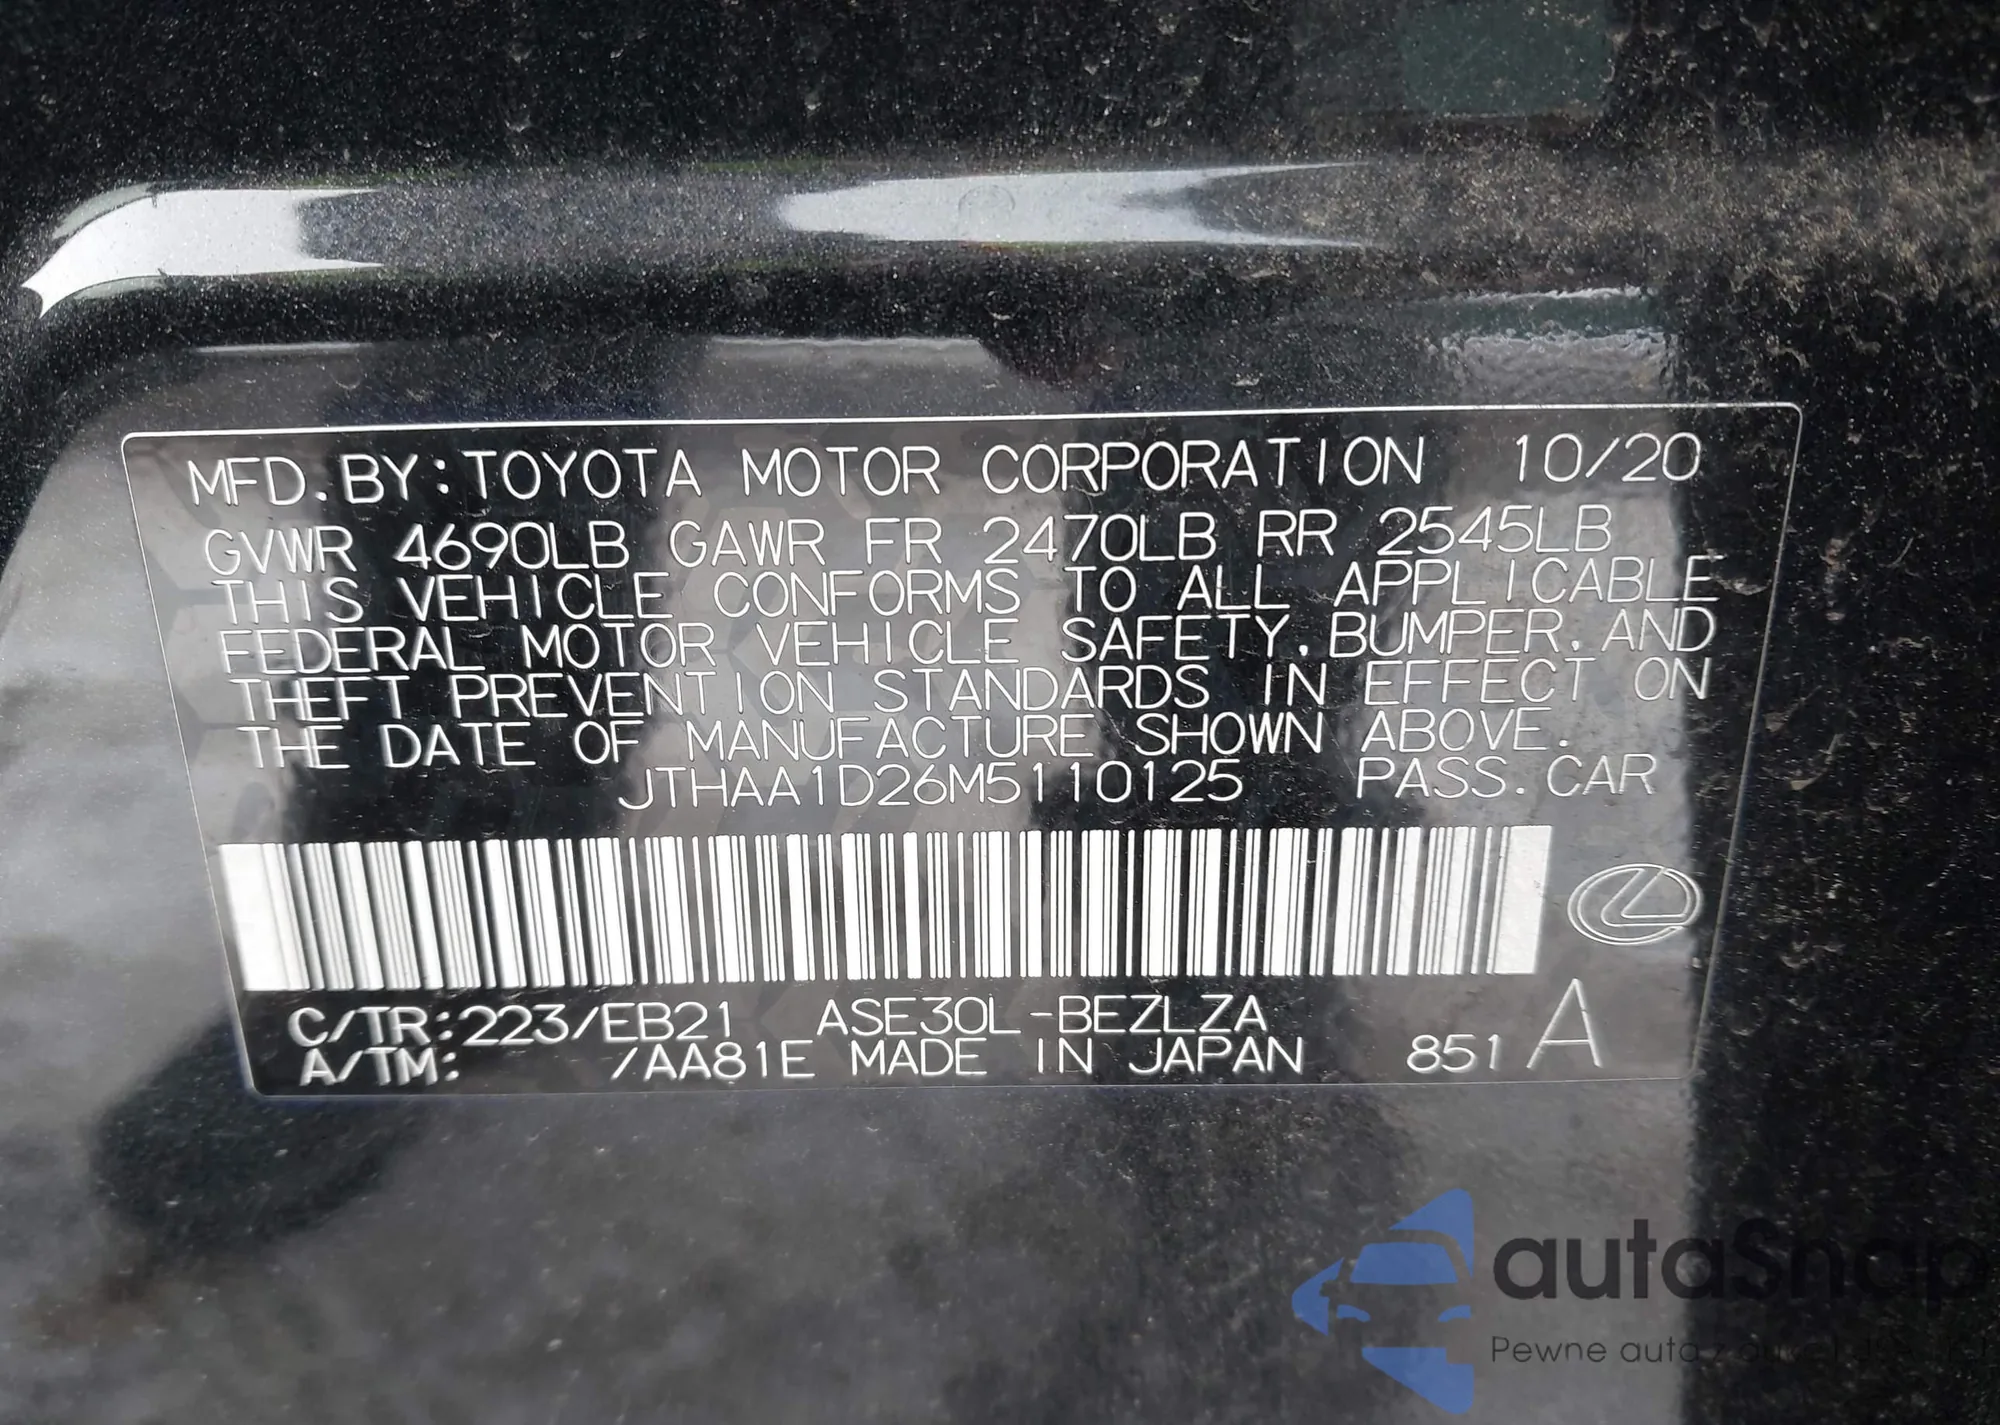 MFD.BY:TOYOTA MOTOR CORPORATION 10/20
GVWR 4690LB GAWR FR 2470LB RR 2545LB
THIS VEHICLE CONFORMS TO ALL APPLICABLE
FEDERAL MOTOR VEHICLE SAFETY,BUMPER,AND
THEFT PREVENTION STANDARDS IN EFFECT ON
THE DATE OF MANUFACTURE SHOWN ABOVE.
JTHAA1D26M5110125 PASS.CAR
C/TR:223/EB21 ASE30L-BEZLZA
A/TM: /AA81E MADE IN JAPAN 851 A
autaSnap
Pewne auta z